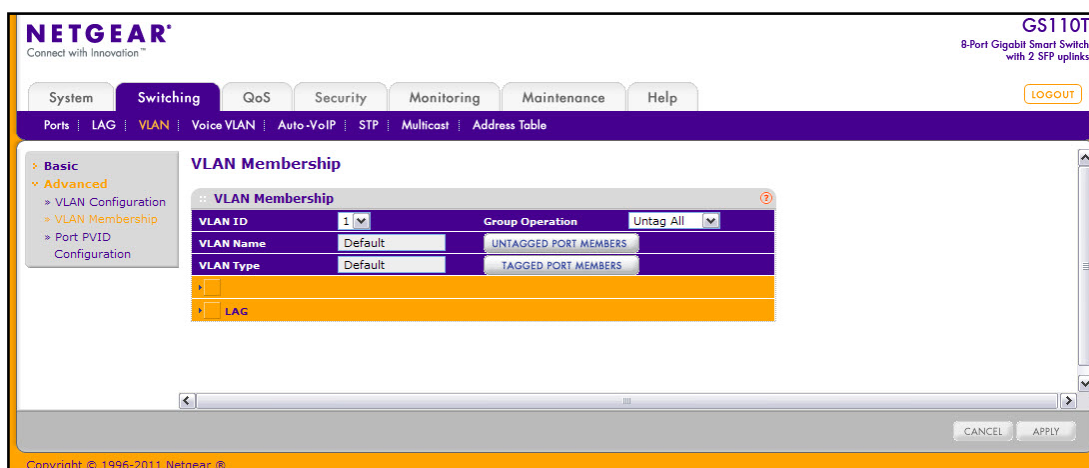 NETGEAR®
Connect with Innovation™
GS110T
8-Port Gigabit Smart Switch
with 2 SFP uplinks
System Switching QoS Security Monitoring Maintenance Help
LOGOUT
Ports LAG VLAN Voice VLAN Auto-VoIP STP Multicast Address Table
Basic
Advanced
» VLAN Configuration
» VLAN Membership
» Port PVID
Configuration
VLAN Membership
VLAN Membership
VLAN ID 1 Group Operation Untag All
VLAN Name Default UNTAGGED PORT MEMBERS
VLAN Type Default TAGGED PORT MEMBERS
LAG
CANCEL APPLY
Copyright © 1996-2011 Netgear ®